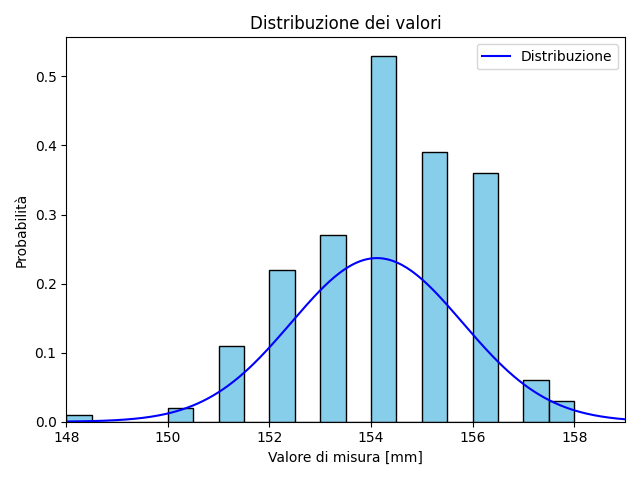 Distribuzione dei valori
Distribuzione
Probabilità
0.5
0.4
0.3
0.2
0.1
0.0
148 150 152 154 156 158
Valore di misura [mm]